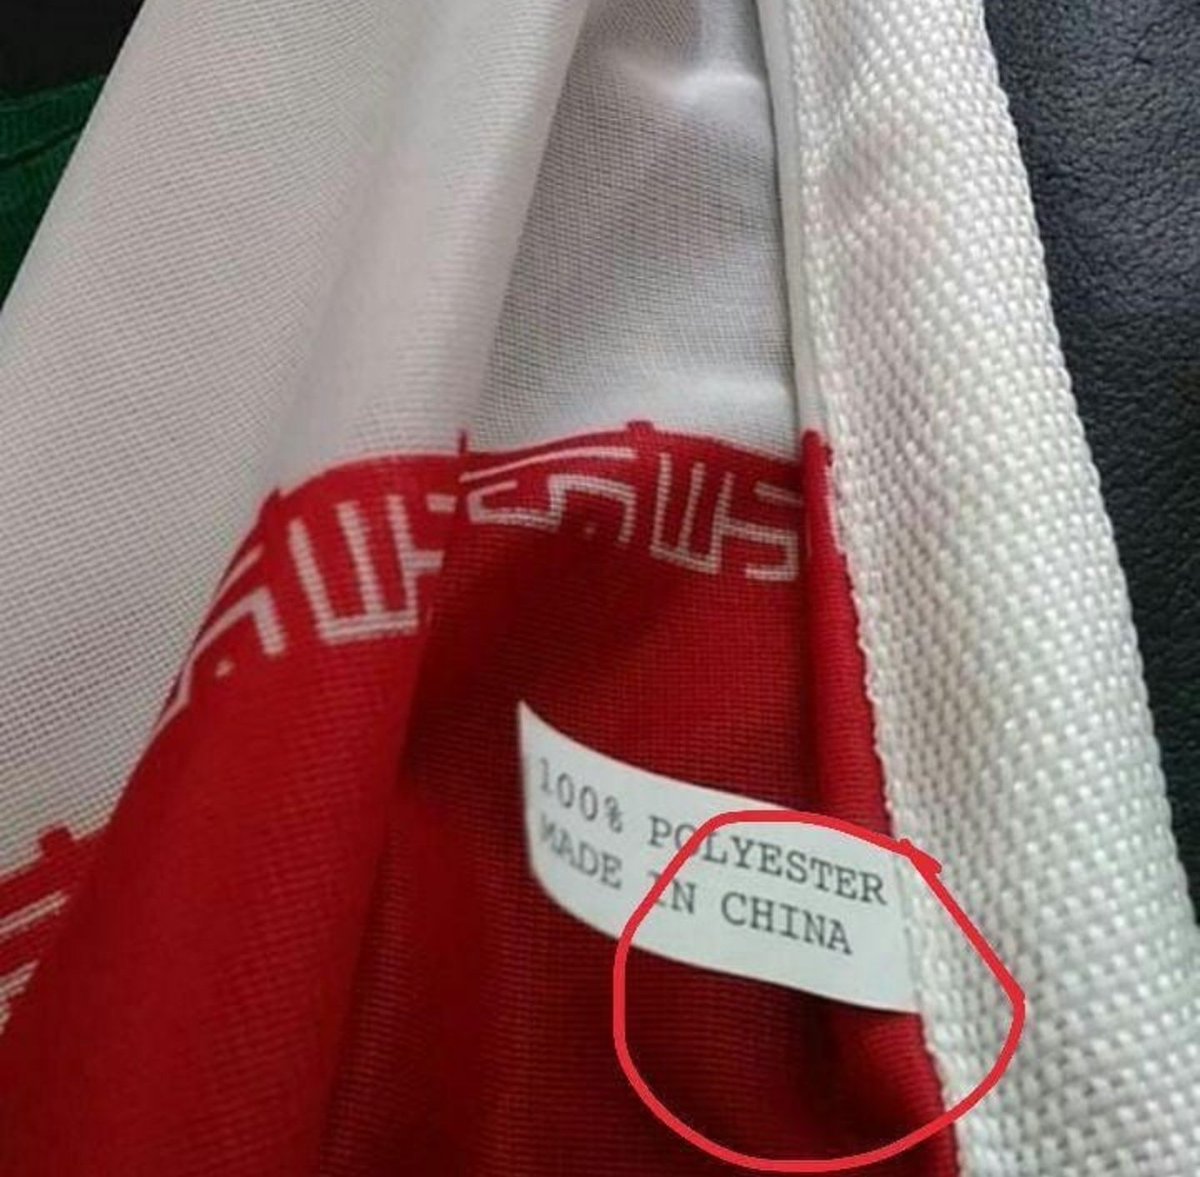 100% POLYESTER
MADE IN CHINA